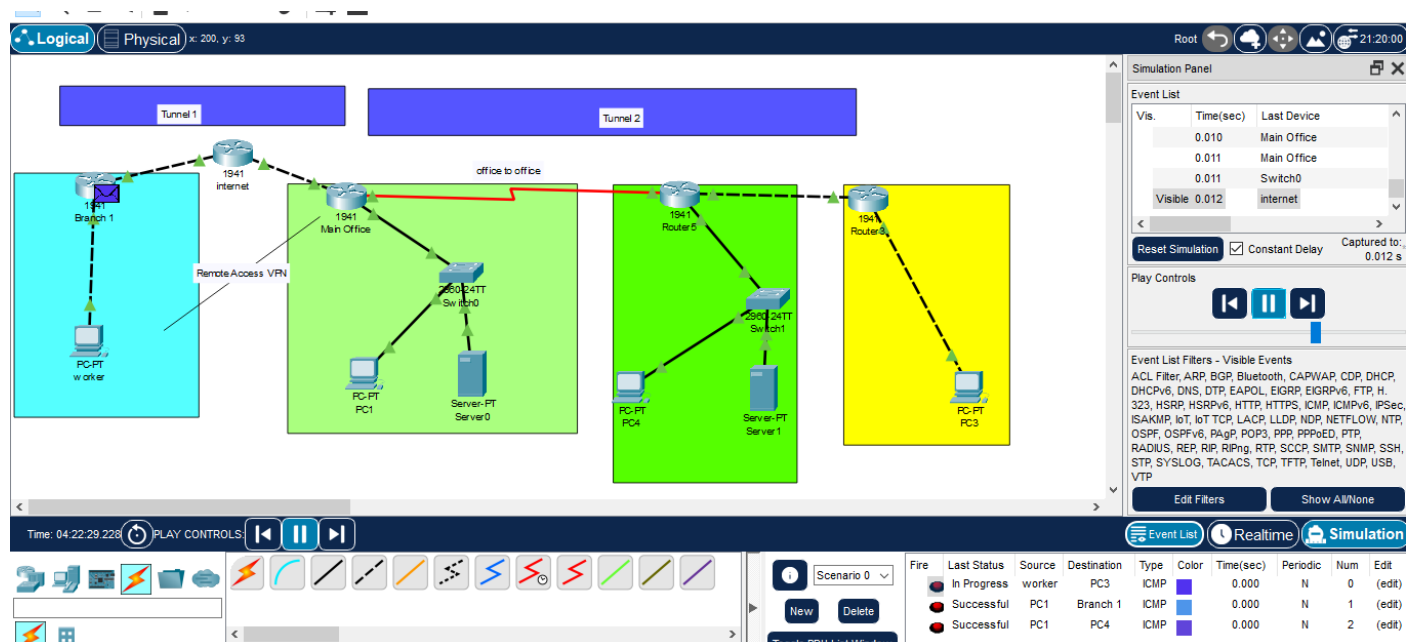 Logical Physical x: 200, y: 93 Root 21:20:00
Tunnel 1
Tunnel 2
1941
internet
office to office
1941
Branch 1
1941
Main Office
1941
Router5
1941
Router3
Remote Access VPN
2960-24TT
Switch0
2960-24TT
Switch1
PC-PT
worker
PC-PT
PC1
Server-PT
Server0
PC-PT
PC4
Server-PT
Server1
PC-PT
PC3
Simulation Panel
Event List
Vis. Time(sec) Last Device
0.010 Main Office
0.011 Main Office
0.011 Switch0
Visible 0.012 internet
Reset Simulation Constant Delay Captured to:
0.012 s
Play Controls
Event List Filters - Visible Events
ACL Filter, ARP, BGP, Bluetooth, CAPWAP, CDP, DHCP,
DHCPv6, DNS, DTP, EAPOL, EIGRP, EIGRPv6, FTP, H.
323, HSRP, HSRPv6, HTTP, HTTPS, ICMP, ICMPv6, IPSec,
ISAKMP, IoT, IoT TCP, LACP, LLDP, NDP, NETFLOW, NTP,
OSPF, OSPFv6, PAgP, POP3, PPP, PPPoED, PTP,
RADIUS, REP, RIP, RIPng, RTP, SCCP, SMTP, SNMP, SSH,
STP, SYSLOG, TACACS, TCP, TFTP, Telnet, UDP, USB,
VTP
Edit Filters Show All/None
Time: 04:22:29.228 PLAY CONTROLS: Event List Realtime Simulation
Scenario 0
New Delete
Fire Last Status Source Destination Type Color Time(sec) Periodic Num Edit
In Progress worker PC3 ICMP 0.000 N 0 (edit)
Successful PC1 Branch 1 ICMP 0.000 N 1 (edit)
Successful PC1 PC4 ICMP 0.000 N 2 (edit)